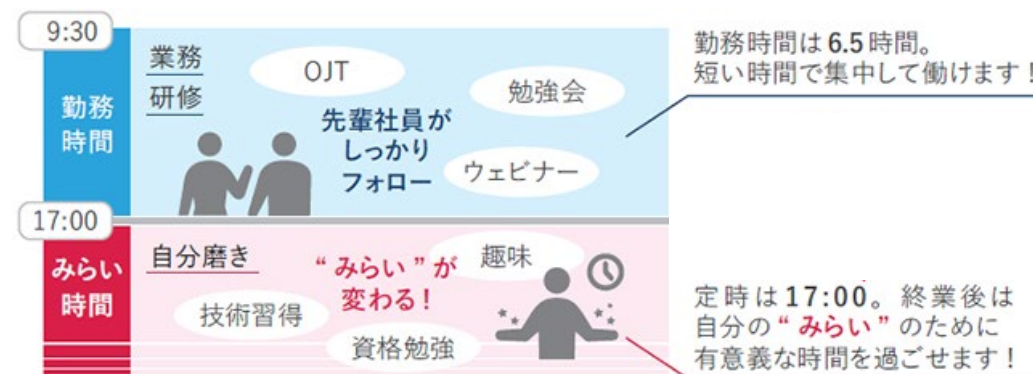 9:30
勤務
時間
業務
研修
OJT
勉強会
先輩社員が
しっかり
フォロー
ウェビナー
勤務時間は6.5時間。
短い時間で集中して働けます!
17:00
みらい
時間
自分磨き
“みらい”が
変わる!
趣味
技術習得
資格勉強
定時は17:00。終業後は
自分の“みらい”のために
有意義な時間を過ごせます!